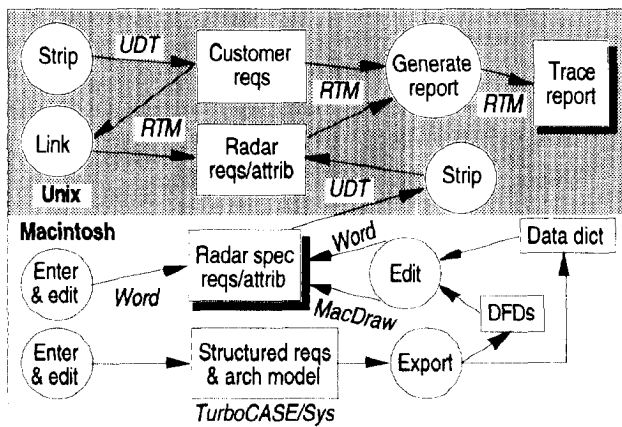 Strip
UDT
Customer
reqs
RTM
Generate
report
RTM
Trace
report
Link
RTM
Radar
reqs/attrib
UDT
Strip
Unix
Macintosh
Enter
& edit
Word
Radar spec
reqs/attrib
Word
MacDraw
Edit
Data dict
DFDs
Enter
& edit
Structured reqs
& arch model
TurboCASE/Sys
Export